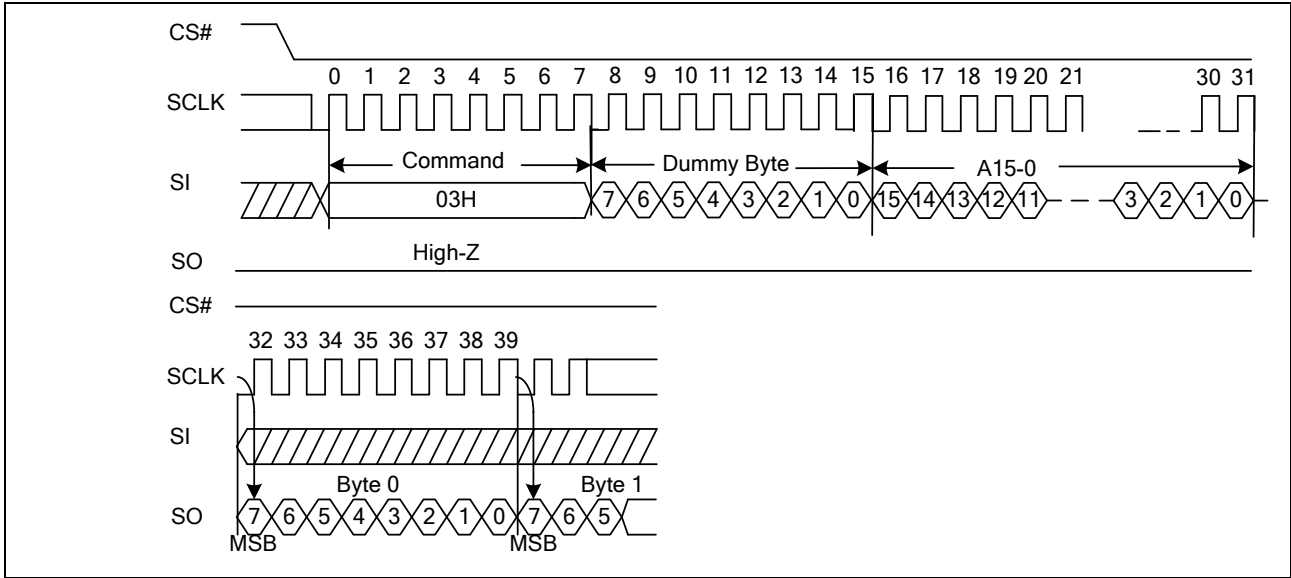 CS#
0 1 2 3 4 5 6 7 8 9 10 11 12 13 14 15 16 17 18 19 20 21 30 31
SCLK
Command Dummy Byte A15-0
SI
03H 7 6 5 4 3 2 1 0 15 14 13 12 11 3 2 1 0
High-Z
SO
CS#
32 33 34 35 36 37 38 39
SCLK
SI
Byte 0 Byte 1
SO 7 6 5 4 3 2 1 0 7 6 5
MSB MSB